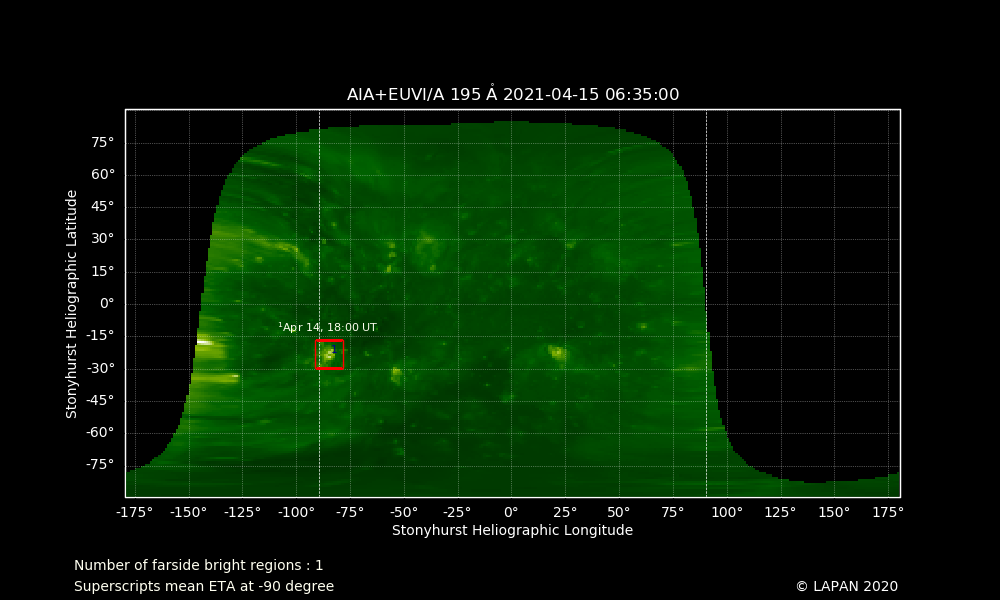 AIA+EUVI/A 195 Å 2021-04-15 06:35:00
75°
60°
45°
30°
15°
0°
-15°
-30°
-45°
-60°
-75°
Stonyhurst Heliographic Latitude
¹Apr 14, 18:00 UT
-175° -150° -125° -100° -75° -50° -25° 0° 25° 50° 75° 100° 125° 150° 175°
Stonyhurst Heliographic Longitude
Number of farside bright regions : 1
Superscripts mean ETA at -90 degree
© LAPAN 2020